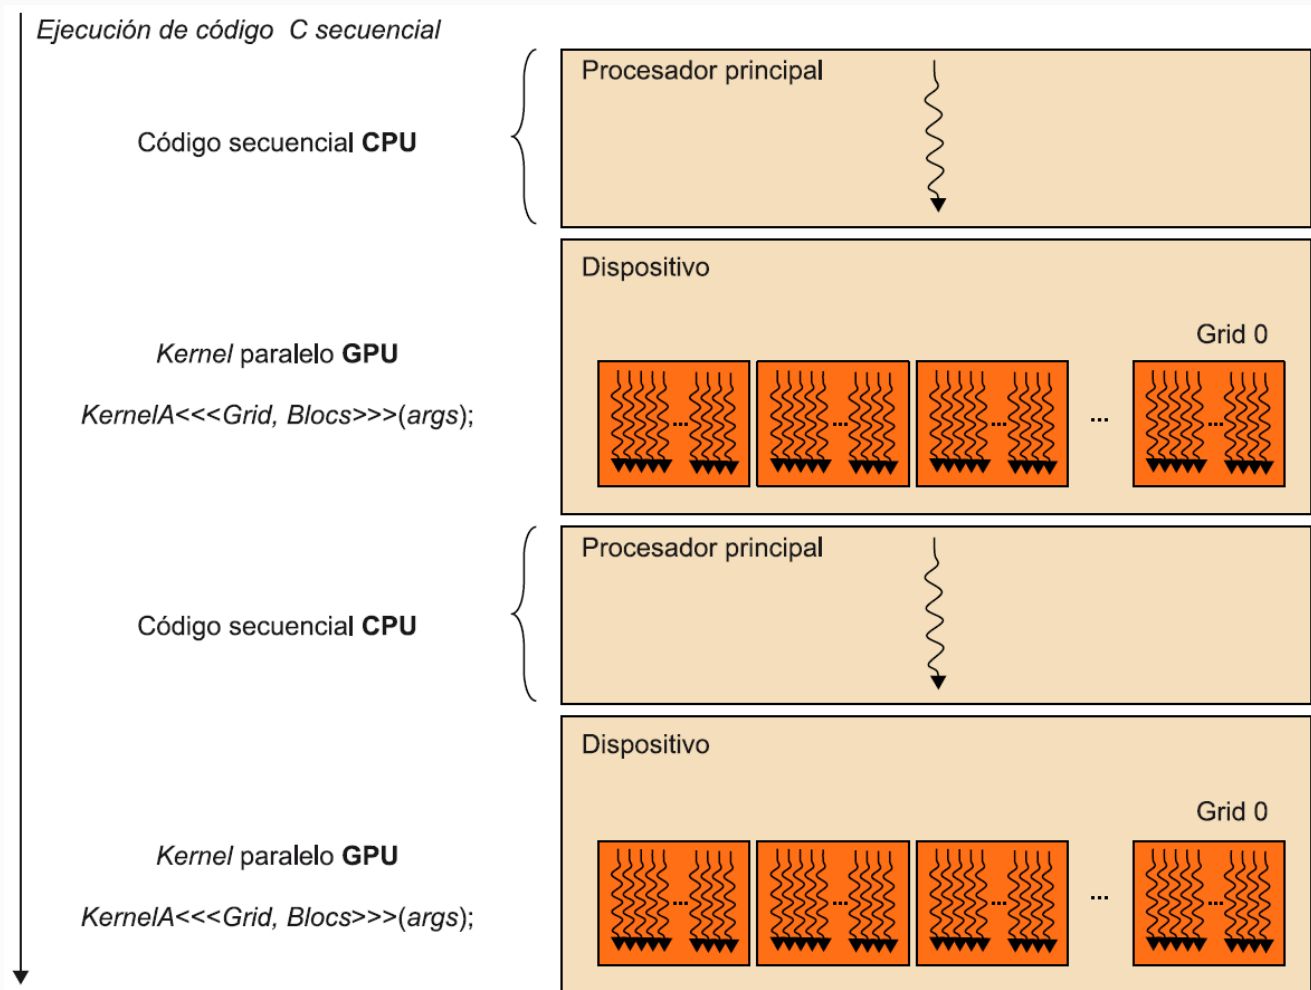 Ejecución de código C secuencial
Procesador principal
Código secuencial CPU
Dispositivo
Grid 0
Kernel paralelo GPU
KernelA<<<Grid, Blocs>>>(args);
... ... ... ... ...
Procesador principal
Código secuencial CPU
Dispositivo
Grid 0
Kernel paralelo GPU
KernelA<<<Grid, Blocs>>>(args);
... ... ... ... ...